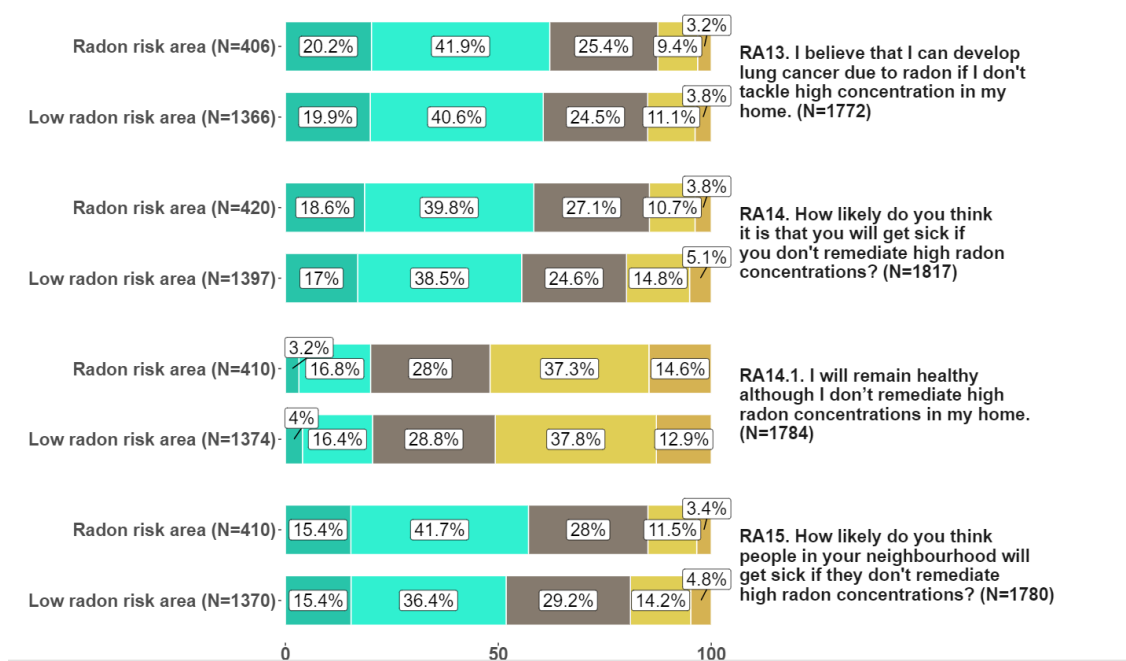 Radon risk area (N=406)
20.2%
41.9%
25.4%
9.4%
3.2%
Low radon risk area (N=1366)
19.9%
40.6%
24.5%
11.1%
3.8%
RA13. I believe that I can develop
lung cancer due to radon if I don't
tackle high concentration in my
home. (N=1772)
Radon risk area (N=420)
18.6%
39.8%
27.1%
10.7%
3.8%
Low radon risk area (N=1397)
17%
38.5%
24.6%
14.8%
5.1%
RA14. How likely do you think
it is that you will get sick if
you don't remediate high radon
concentrations? (N=1817)
Radon risk area (N=410)
3.2%
16.8%
28%
37.3%
14.6%
Low radon risk area (N=1374)
4%
16.4%
28.8%
37.8%
12.9%
RA14.1. I will remain healthy
although I don’t remediate high
radon concentrations in my home.
(N=1784)
Radon risk area (N=410)
15.4%
41.7%
28%
11.5%
3.4%
Low radon risk area (N=1370)
15.4%
36.4%
29.2%
14.2%
4.8%
RA15. How likely do you think
people in your neighbourhood will
get sick if they don't remediate
high radon concentrations? (N=1780)
0
50
100